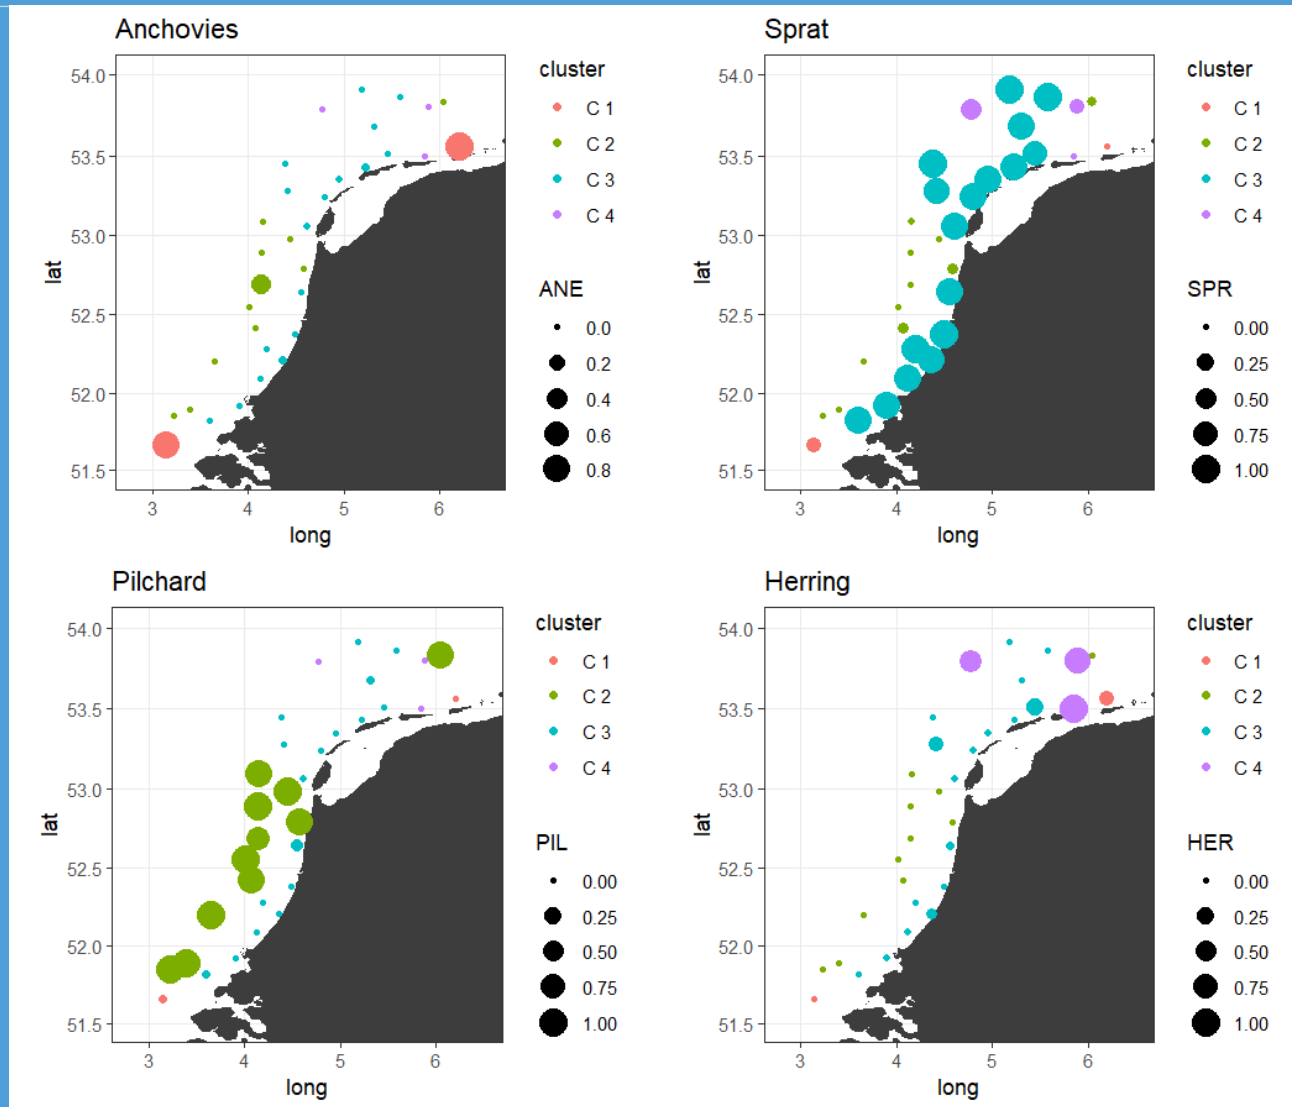 Anchovies
54.0
53.5
53.0
52.5
52.0
51.5
lat
3 4 5 6
long
cluster
C 1
C 2
C 3
C 4
ANE
0.0
0.2
0.4
0.6
0.8
Sprat
54.0
53.5
53.0
52.5
52.0
51.5
lat
3 4 5 6
long
cluster
C 1
C 2
C 3
C 4
SPR
0.00
0.25
0.50
0.75
1.00
Pilchard
54.0
53.5
53.0
52.5
52.0
51.5
lat
3 4 5 6
long
cluster
C 1
C 2
C 3
C 4
PIL
0.00
0.25
0.50
0.75
1.00
Herring
54.0
53.5
53.0
52.5
52.0
51.5
lat
3 4 5 6
long
cluster
C 1
C 2
C 3
C 4
HER
0.00
0.25
0.50
0.75
1.00